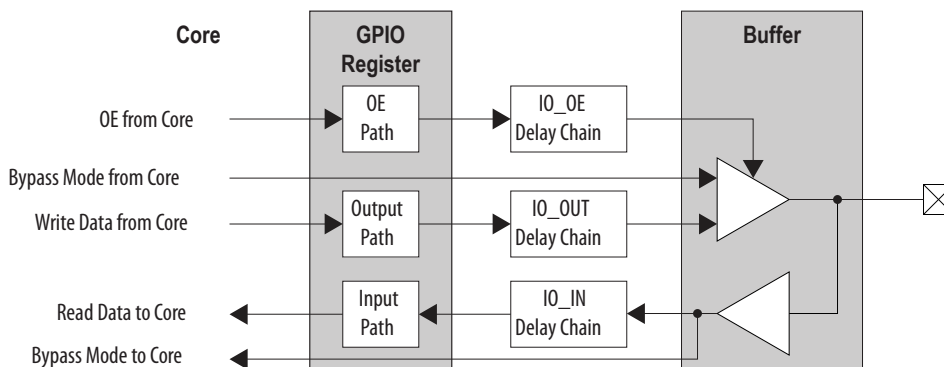 Core
GPIO
Register
Buffer
OE from Core
OE
Path
IO_OE
Delay Chain
Bypass Mode from Core
Write Data from Core
Output
Path
IO_OUT
Delay Chain
Read Data to Core
Input
Path
IO_IN
Delay Chain
Bypass Mode to Core